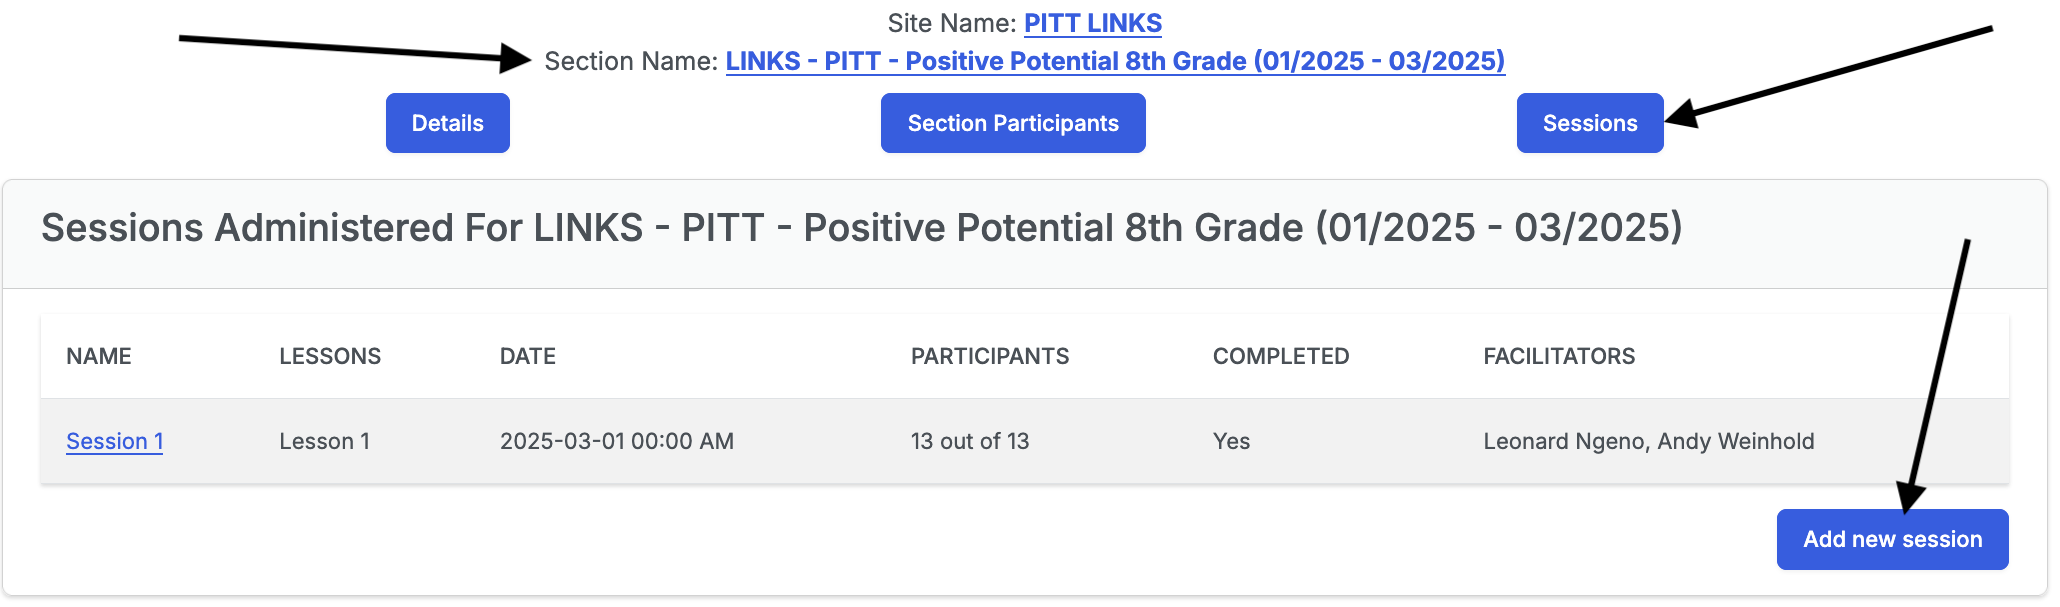 Site Name: PITT LINKS
Section Name: LINKS - PITT - Positive Potential 8th Grade (01/2025 - 03/2025)
Details Section Participants Sessions
Sessions Administered For LINKS - PITT - Positive Potential 8th Grade (01/2025 - 03/2025)
NAME LESSONS DATE PARTICIPANTS COMPLETED FACILITATORS
Session 1 Lesson 1 2025-03-01 00:00 AM 13 out of 13 Yes Leonard Ngeno, Andy Weinhold
Add new session